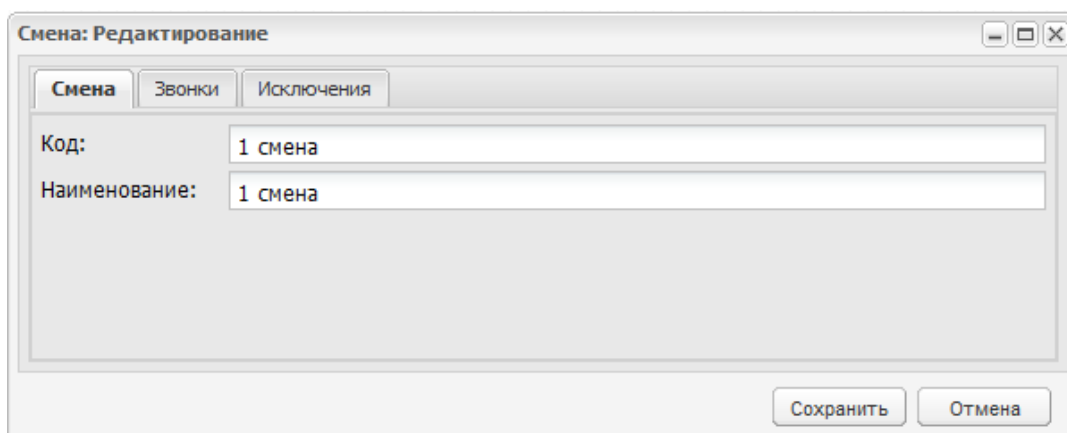 Смена: Редактирование
Смена Звонки Исключения
Код: 1 смена
Наименование: 1 смена
Сохранить Отмена